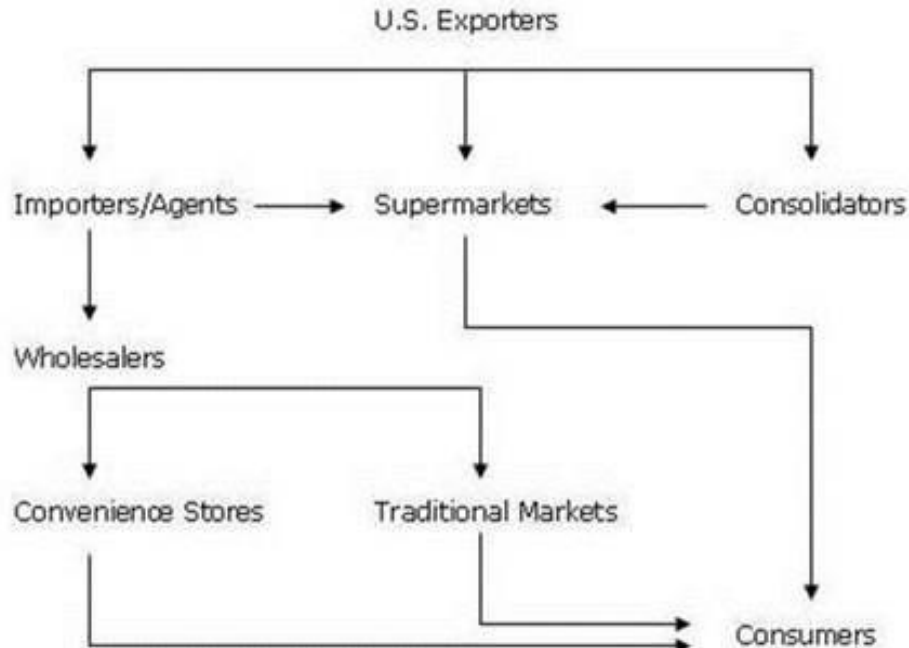 U.S. Exporters
Importers/Agents
Supermarkets
Consolidators
Wholesalers
Convenience Stores
Traditional Markets
Consumers